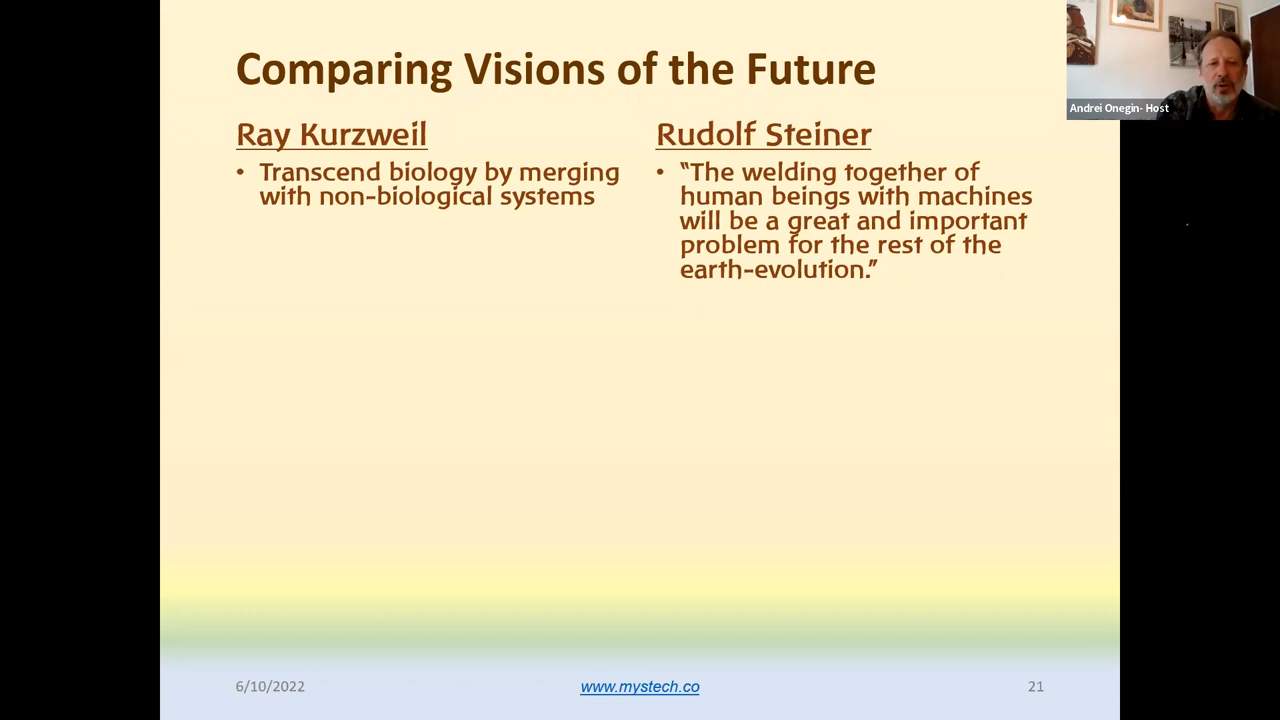 Comparing Visions of the Future
Andrei Onegin- Host
Ray Kurzweil
• Transcend biology by merging
with non-biological systems
Rudolf Steiner
• “The welding together of
human beings with machines
will be a great and important
problem for the rest of the
earth-evolution.”
6/10/2022
www.mystech.co
21